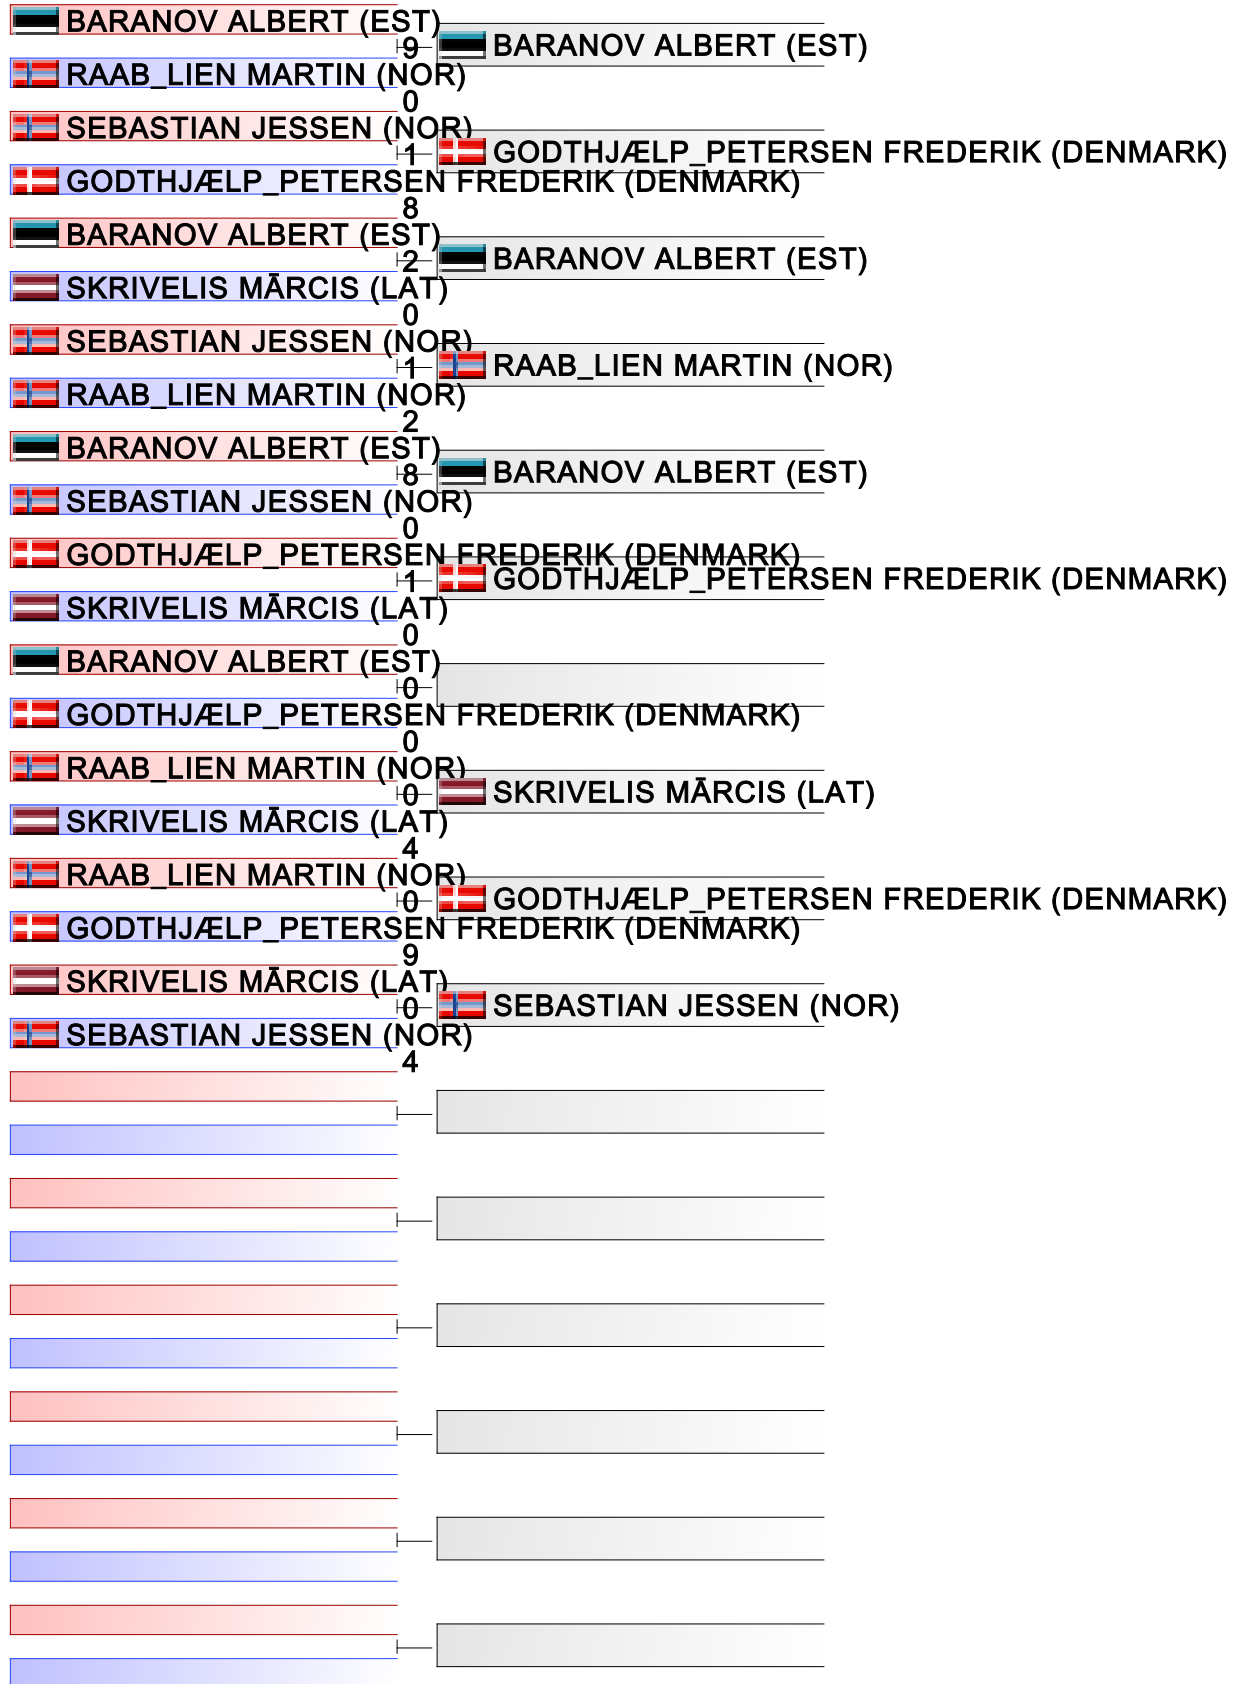 BARANOV ALBERT (EST)
9
BARANOV ALBERT (EST)
RAAB_LIEN MARTIN (NOR)
0
SEBASTIAN JESSEN (NOR)
1
GODTHJÆLP_PETERSEN FREDERIK (DENMARK)
GODTHJÆLP_PETERSEN FREDERIK (DENMARK)
8
BARANOV ALBERT (EST)
2
BARANOV ALBERT (EST)
SKRIVELIS MĀRCIS (LAT)
0
SEBASTIAN JESSEN (NOR)
1
RAAB_LIEN MARTIN (NOR)
RAAB_LIEN MARTIN (NOR)
2
BARANOV ALBERT (EST)
8
BARANOV ALBERT (EST)
SEBASTIAN JESSEN (NOR)
0
GODTHJÆLP_PETERSEN FREDERIK (DENMARK)
1
GODTHJÆLP_PETERSEN FREDERIK (DENMARK)
SKRIVELIS MĀRCIS (LAT)
0
BARANOV ALBERT (EST)
0
GODTHJÆLP_PETERSEN FREDERIK (DENMARK)
0
RAAB_LIEN MARTIN (NOR)
0
SKRIVELIS MĀRCIS (LAT)
SKRIVELIS MĀRCIS (LAT)
4
RAAB_LIEN MARTIN (NOR)
0
GODTHJÆLP_PETERSEN FREDERIK (DENMARK)
GODTHJÆLP_PETERSEN FREDERIK (DENMARK)
9
SKRIVELIS MĀRCIS (LAT)
0
SEBASTIAN JESSEN (NOR)
SEBASTIAN JESSEN (NOR)
4